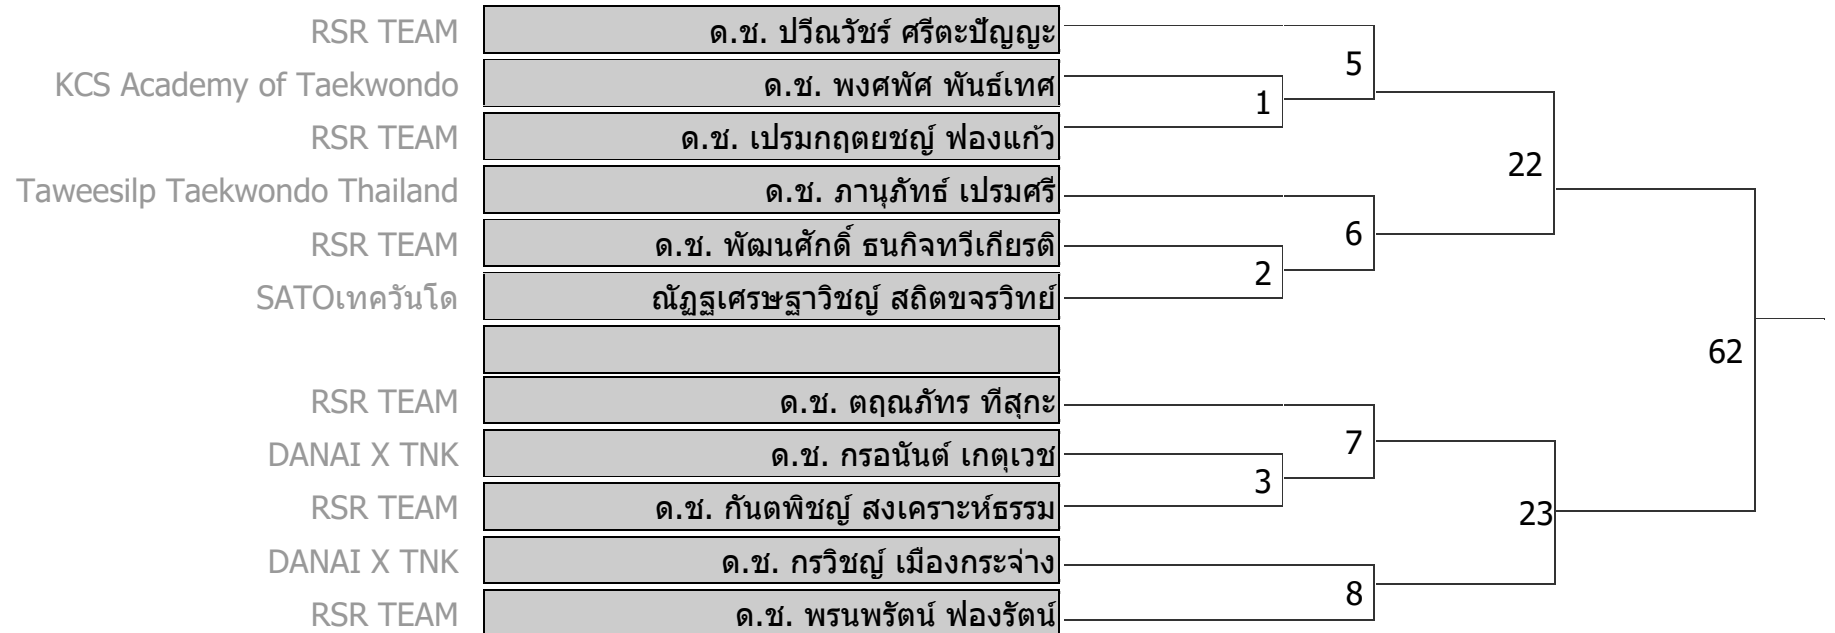 RSR TEAM ด.ช. ปวีณวัชร์ ศรีตะปัญญะ
5
KCS Academy of Taekwondo ด.ช. พงศพัศ พันธ์เทศ
1
RSR TEAM ด.ช. เปรมกฤตยชญ์ ฟองแก้ว
22
Taweesilp Taekwondo Thailand ด.ช. ภานุภัทธ์ เปรมศรี
6
RSR TEAM ด.ช. พัฒนศักดิ์ ธนกิจทวีเกียรติ
2
SATOเทควันโด ณัฏฐเศรษฐาวิชญ์ สถิตขจรวิทย์
62
RSR TEAM ด.ช. ตฤณภัทร ทีสุกะ
7
DANAI X TNK ด.ช. กรอนันต์ เกตุเวช
3
RSR TEAM ด.ช. กันตพิชญ์ สงเคราะห์ธรรม
23
DANAI X TNK ด.ช. กรวิชญ์ เมืองกระจ่าง
8
RSR TEAM ด.ช. พรนพรัตน์ ฟองรัตน์